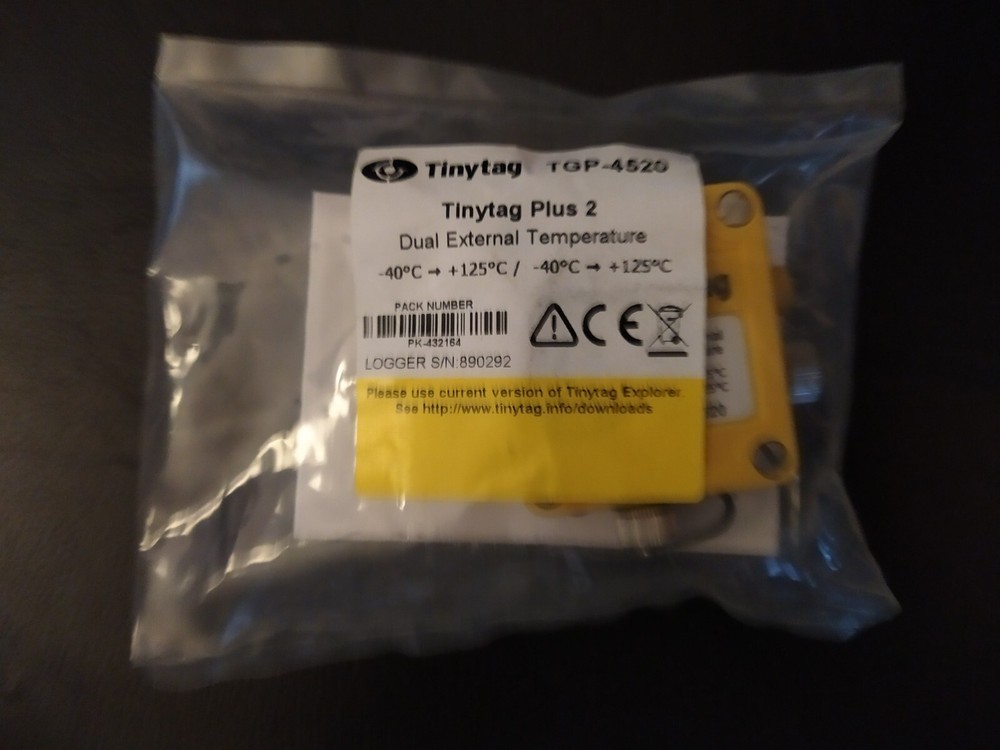 Tinytag TGP-4520
Tinytag Plus 2
Dual External Temperature
-40°C → +125°C / -40°C → +125°C
PACK NUMBER
PK-432164
LOGGER S/N:890292
Please use current version of Tinytag Explorer
See http://www.tinytag.info/downloads